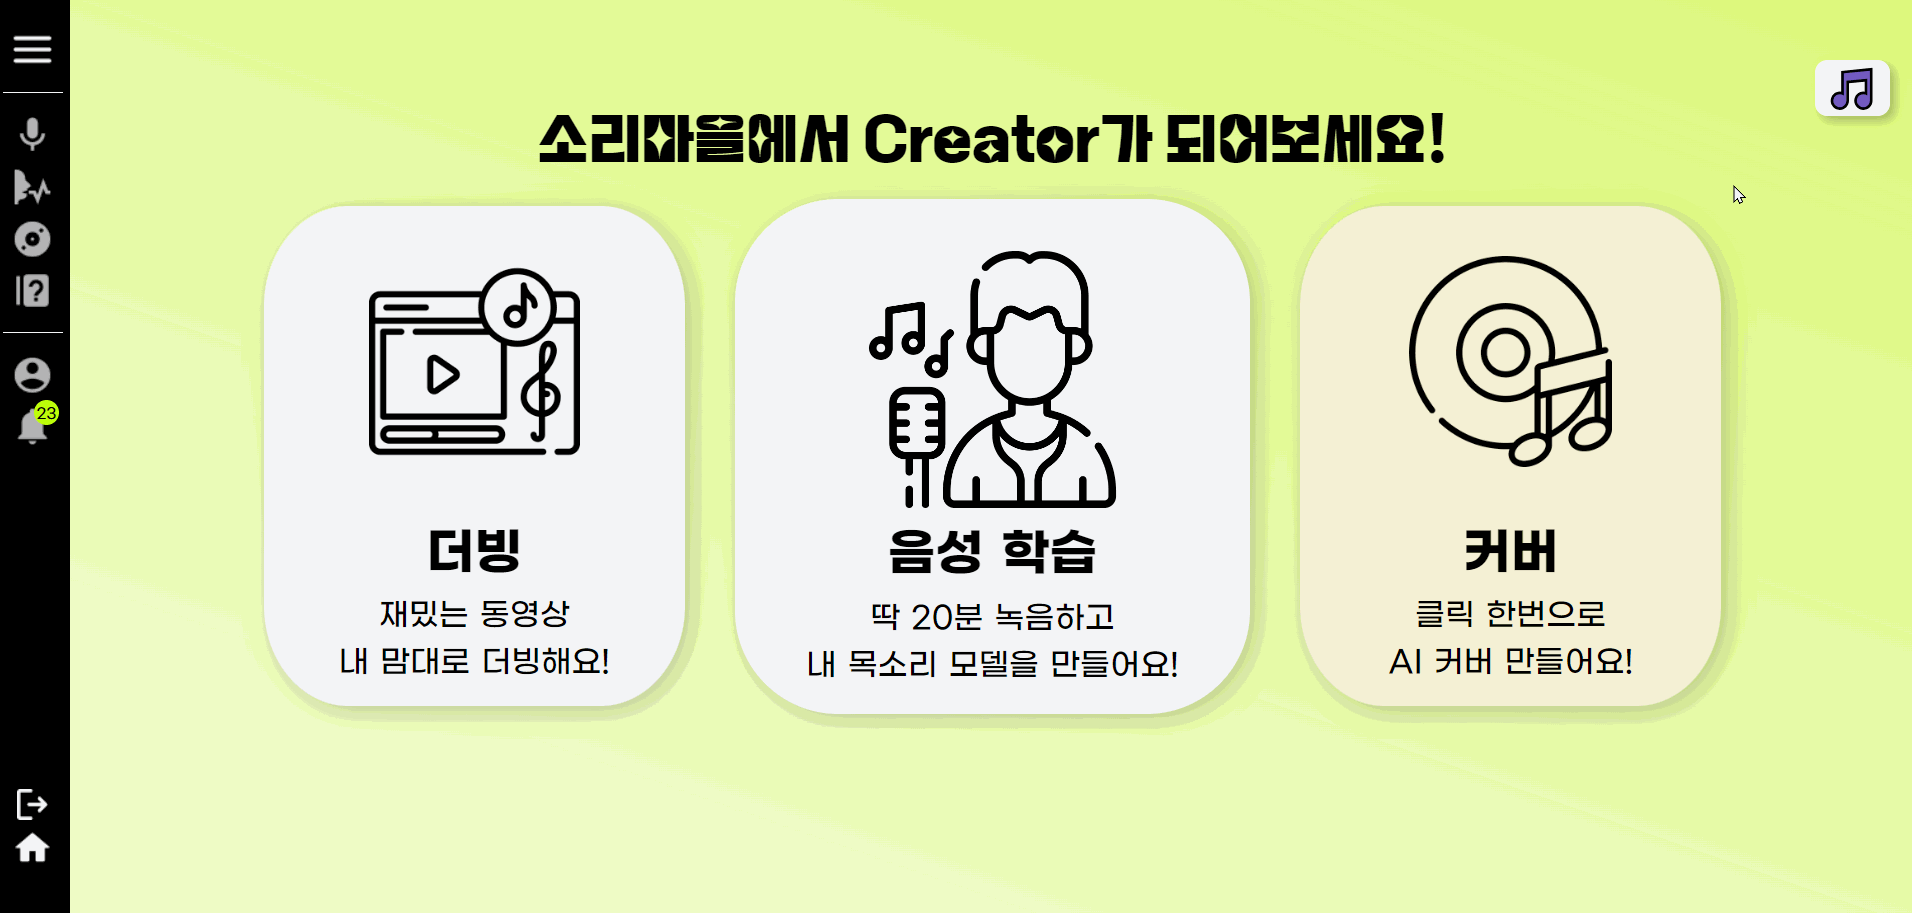 소리마을에서 Creator가 되어보세요!
23
더빙
재밌는 동영상
내 맘대로 더빙해요!
음성 학습
딱 20분 녹음하고
내 목소리 모델을 만들어요!
커버
클릭 한번으로
AI 커버 만들어요!